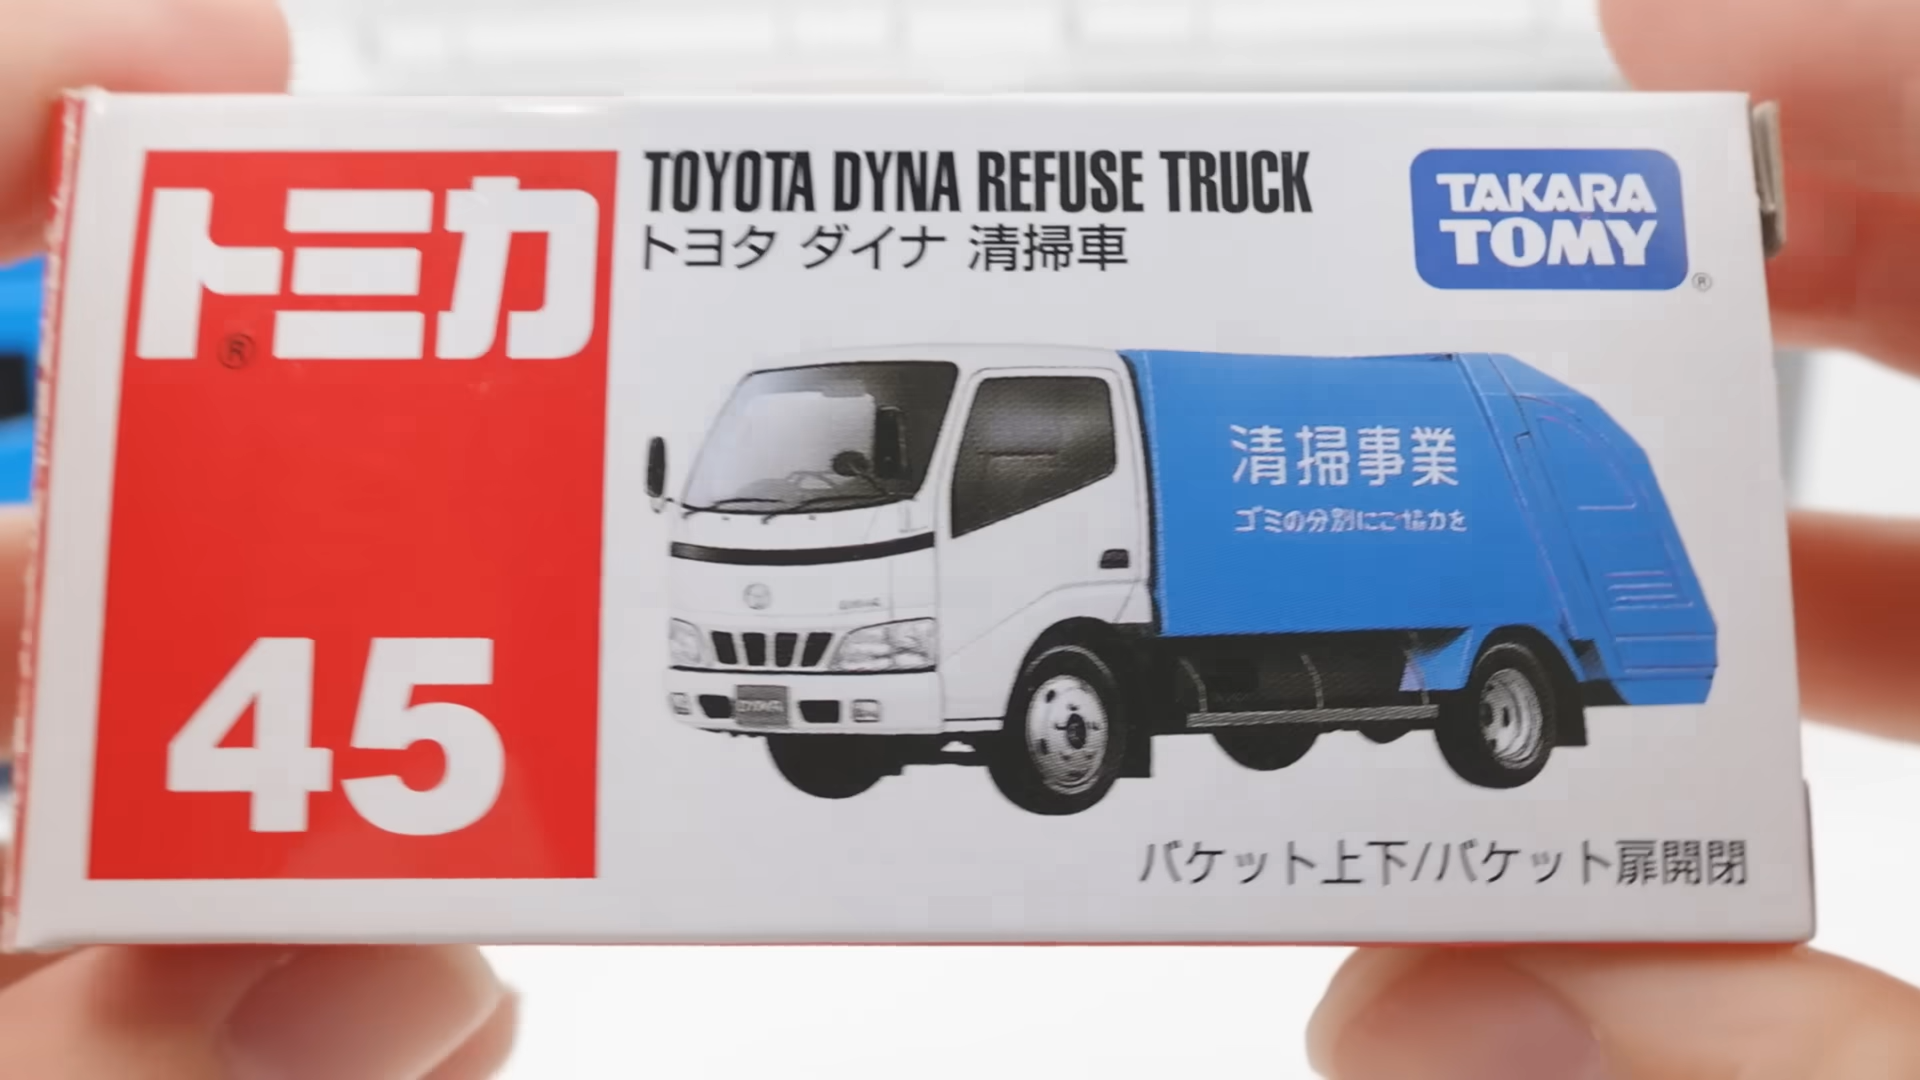 トミカ
45
TOYOTA DYNA REFUSE TRUCK
トヨタ ダイナ 清掃車
TAKARA
TOMY
清掃事業
ゴミの分別にご協力を
バケット上下/バケット扉開閉